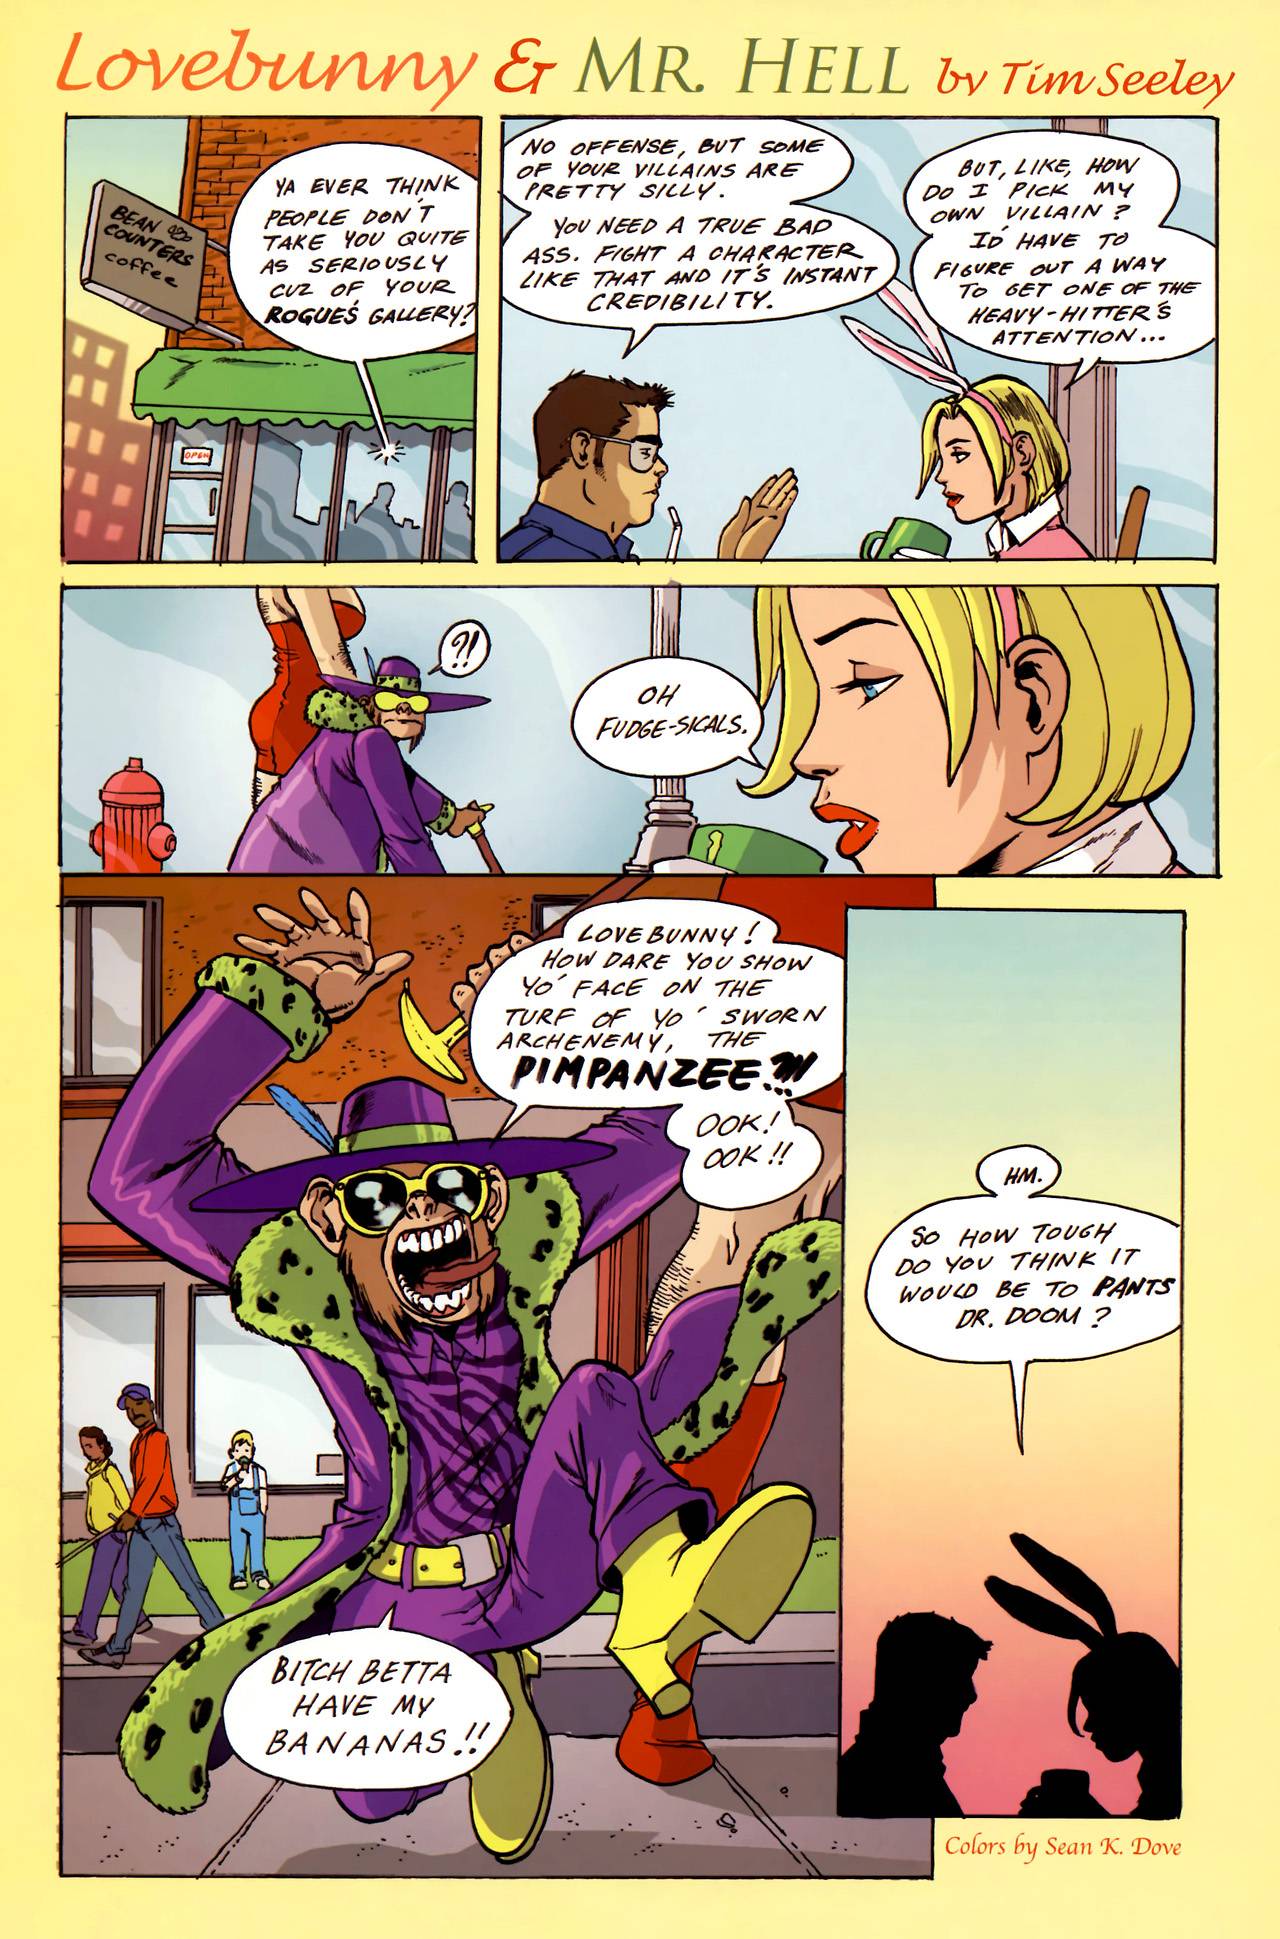 Lovebunny & MR. HELL by Tim Seeley
BEAN
COUNTERS
coffee
OPEN
YA EVER THINK
PEOPLE DON'T
TAKE YOU QUITE
AS SERIOUSLY
CUZ OF YOUR
ROGUE'S GALLERY?
NO OFFENSE, BUT SOME
OF YOUR VILLAINS ARE
PRETTY SILLY.
YOU NEED A TRUE BAD
ASS. FIGHT A CHARACTER
LIKE THAT AND IT'S INSTANT
CREDIBILITY.
BUT, LIKE, HOW
DO I PICK MY
OWN VILLAIN?
I'D HAVE TO
FIGURE OUT A WAY
TO GET ONE OF THE
HEAVY-HITTER'S
ATTENTION...
?!
OH
FUDGE-SICALS.
LOVEBUNNY!
HOW DARE YOU SHOW
YO' FACE ON THE
TURF OF YO' SWORN
ARCHENEMY, THE
PIMPANZEE?!!!
OOK!
OOK!!
BITCH BETTA
HAVE MY
BANANAS!!
HM.
SO HOW TOUGH
DO YOU THINK IT
WOULD BE TO PANTS
DR. DOOM?
Colors by Sean K. Dove